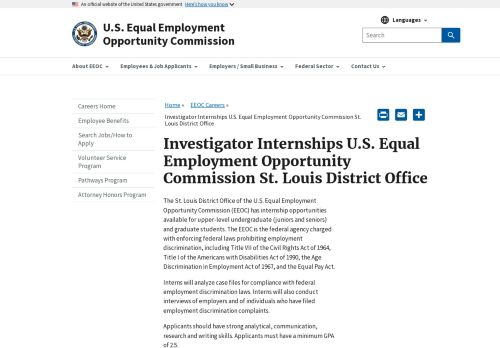 An official website of the United States government Here's how you know
U.S. Equal Employment
Opportunity Commission
Languages
Search
About EEOC
Employees & Job Applicants
Employers / Small Business
Federal Sector
Contact Us
Careers Home
Employee Benefits
Search Jobs/How to
Apply
Volunteer Service
Program
Pathways Program
Attorney Honors Program
Home » EEOC Careers »
Investigator Internships U.S. Equal Employment Opportunity Commission St.
Louis District Office
Investigator Internships U.S. Equal
Employment Opportunity
Commission St. Louis District Office
The St. Louis District Office of the U.S. Equal Employment
Opportunity Commission (EEOC) has internship opportunities
available for upper-level undergraduate (juniors and seniors)
and graduate students. The EEOC is the federal agency charged
with enforcing federal laws prohibiting employment
discrimination, including Title VII of the Civil Rights Act of 1964,
Title I of the Americans with Disabilities Act of 1990, the Age
Discrimination in Employment Act of 1967, and the Equal Pay Act.
Interns will analyze case files for compliance with federal
employment discrimination laws. Interns will also conduct
interviews of employers and of individuals who have filed
employment discrimination complaints.
Applicants should have strong analytical, communication,
research and writing skills. Applicants must have a minimum GPA
of 2.5.